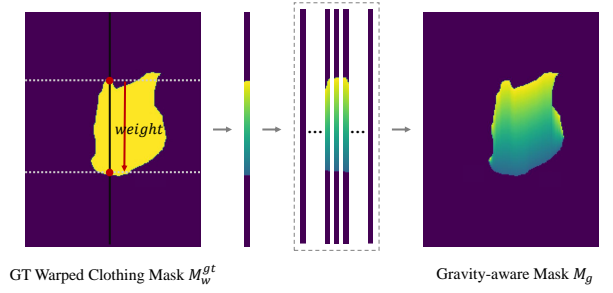 weight
... ...
GT Warped Clothing Mask $M_w^{gt}$
Gravity-aware Mask $M_g$